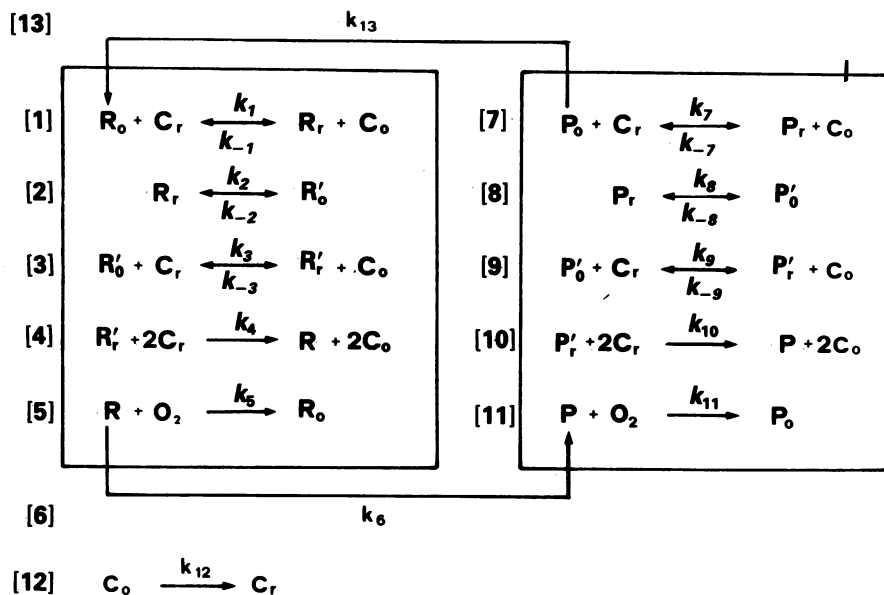 [13] k₁₃
[1] Rₒ + Cᵣ k₁ k₋₁ Rᵣ + Cₒ
[2] Rᵣ k₂ k₋₂ R′ₒ
[3] R′₀ + Cᵣ k₃ k₋₃ R′ᵣ + Cₒ
[4] R′ᵣ + 2Cᵣ k₄ R + 2Cₒ
[5] R + O₂ k₅ Rₒ
[7] Pₒ + Cᵣ k₇ k₋₇ Pᵣ + Cₒ
[8] Pᵣ k₈ k₋₈ P′₀
[9] P′₀ + Cᵣ k₉ k₋₉ P′ᵣ + Cₒ
[10] P′ᵣ + 2Cᵣ k₁₀ P + 2Cₒ
[11] P + O₂ k₁₁ Pₒ
[6] k₆
[12] Cₒ k₁₂ Cᵣ